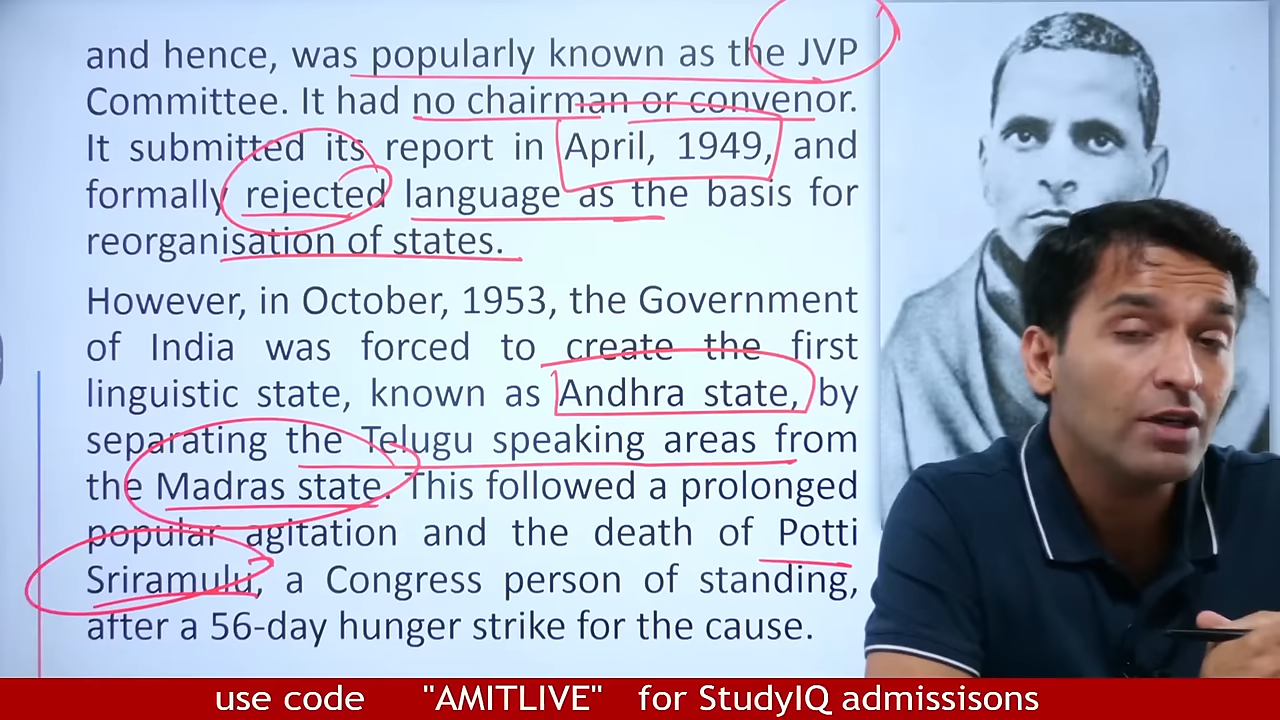 and hence, was popularly known as the JVP
Committee. It had no chairman or convenor.
It submitted its report in April, 1949, and
formally rejected language as the basis for
reorganisation of states.
However, in October, 1953, the Government
of India was forced to create the first
linguistic state, known as Andhra state, by
separating the Telugu speaking areas from
the Madras state. This followed a prolonged
popular agitation and the death of Potti
Sriramulu, a Congress person of standing,
after a 56-day hunger strike for the cause.
use code "AMITLIVE" for StudyIQ admissisons